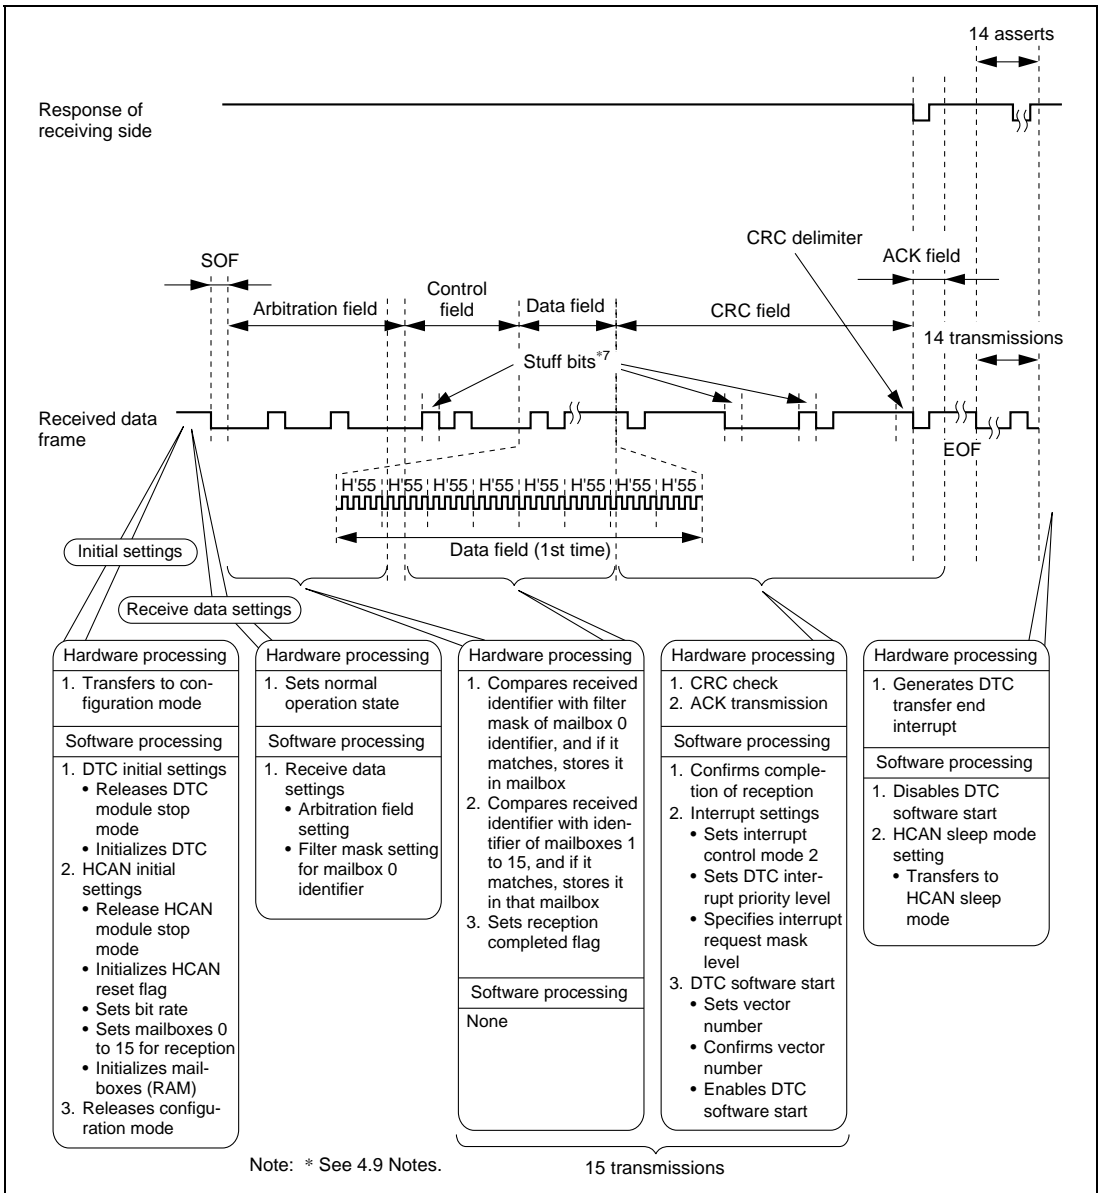 14 asserts
Response of
receiving side
CRC delimiter
SOF
ACK field
Arbitration field
Control
field
Data field
CRC field
14 transmissions
Stuff bits*7
Received data
frame
EOF
H'55 H'55 H'55 H'55 H'55 H'55 H'55 H'55
Data field (1st time)
Initial settings
Receive data settings
Hardware processing
1. Transfers to con-
figuration mode
Software processing
1. DTC initial settings
• Releases DTC
module stop
mode
• Initializes DTC
2. HCAN initial
settings
• Release HCAN
module stop
mode
• Initializes HCAN
reset flag
• Sets bit rate
• Sets mailboxes 0
to 15 for reception
• Initializes mail-
boxes (RAM)
3. Releases configu-
ration mode
Hardware processing
1. Sets normal
operation state
Software processing
1. Receive data
settings
• Arbitration field
setting
• Filter mask setting
for mailbox 0
identifier
Hardware processing
1. Compares received
identifier with filter
mask of mailbox 0
identifier, and if it
matches, stores it
in mailbox
2. Compares received
identifier with iden-
tifier of mailboxes 1
to 15, and if it
matches, stores it
in that mailbox
3. Sets reception
completed flag
Software processing
None
Hardware processing
1. CRC check
2. ACK transmission
Software processing
1. Confirms comple-
tion of reception
2. Interrupt settings
• Sets interrupt
control mode 2
• Sets DTC inter-
rupt priority level
• Specifies interrupt
request mask
level
3. DTC software start
• Sets vector
number
• Confirms vector
number
• Enables DTC
software start
Hardware processing
1. Generates DTC
transfer end
interrupt
Software processing
1. Disables DTC
software start
2. HCAN sleep mode
setting
• Transfers to
HCAN sleep
mode
15 transmissions
Note: * See 4.9 Notes.